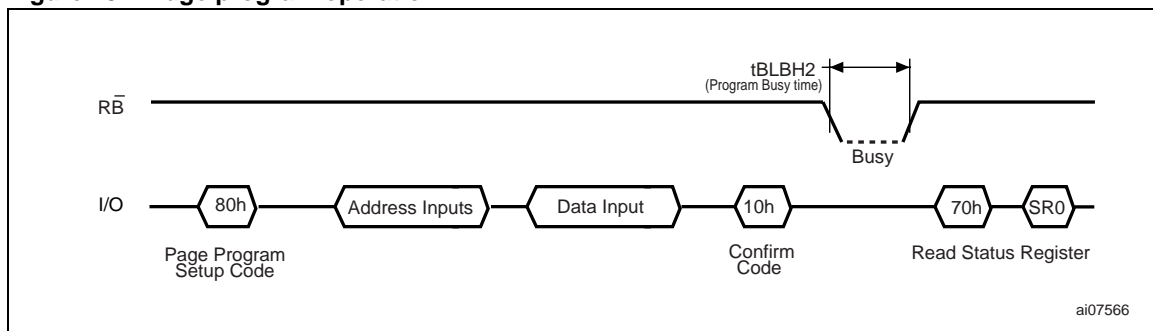 tBLBH2
(Program Busy time)
RB̅
Busy
I/O
80h
Address Inputs
Data Input
10h
70h
SR0
Page Program
Setup Code
Confirm
Code
Read Status Register
ai07566